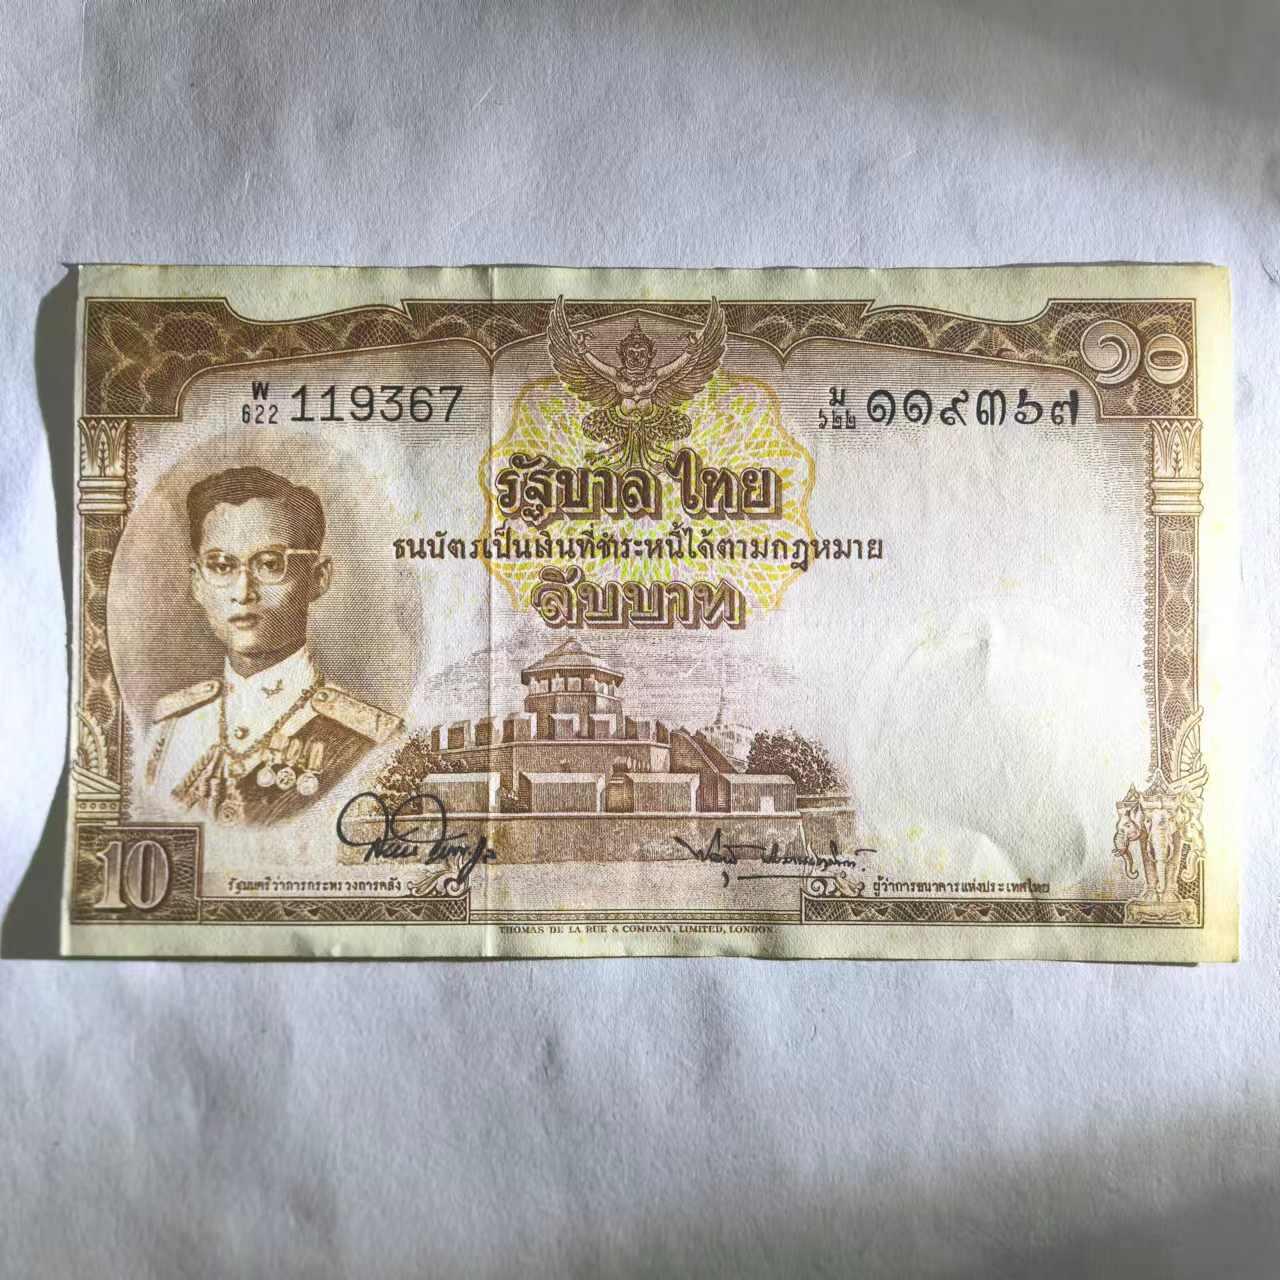 ๑๐
W
622 119367
ม
๖๒๒ ๑๑๙๓๖๗
รัฐบาลไทย
ธนบัตรเป็นเงินที่ชำระหนี้ได้ตามกฎหมาย
สิบบาท
10
รัฐมนตรีว่าการกระทรวงการคลัง
ผู้ว่าการธนาคารแห่งประเทศไทย
THOMAS DE LA RUE & COMPANY, LIMITED, LONDON.